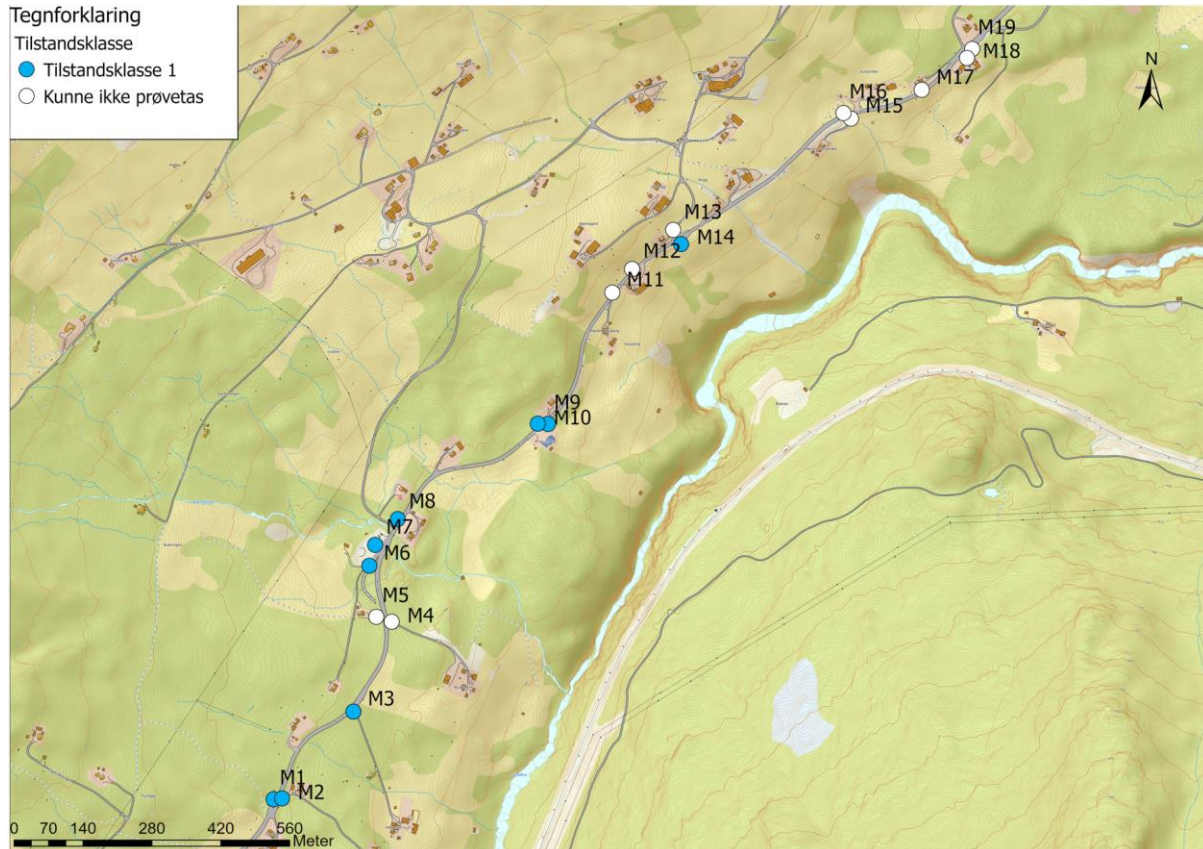 Tegnforklaring
Tilstandsklasse
Tilstandsklasse 1
Kunne ikke prøvetas
N
M19
M18
M17
M16
M15
M13
M14
M12
M11
M9
M10
M8
M7
M6
M5
M4
M3
M1
M2
0 70 140 280 420 560
Meter